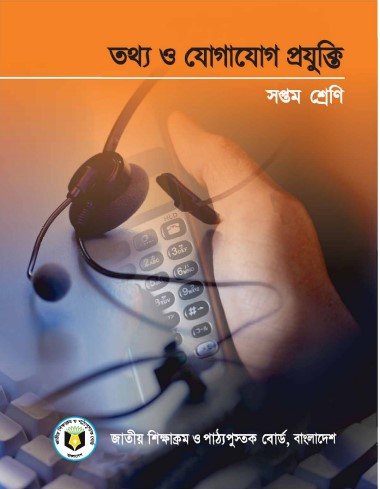 তথ্য ও যোগাযোগ প্রযুক্তি
সপ্তম শ্রেণি
জাতীয় শিক্ষাক্রম ও পাঠ্যপুস্তক বোর্ড, বাংলাদেশ